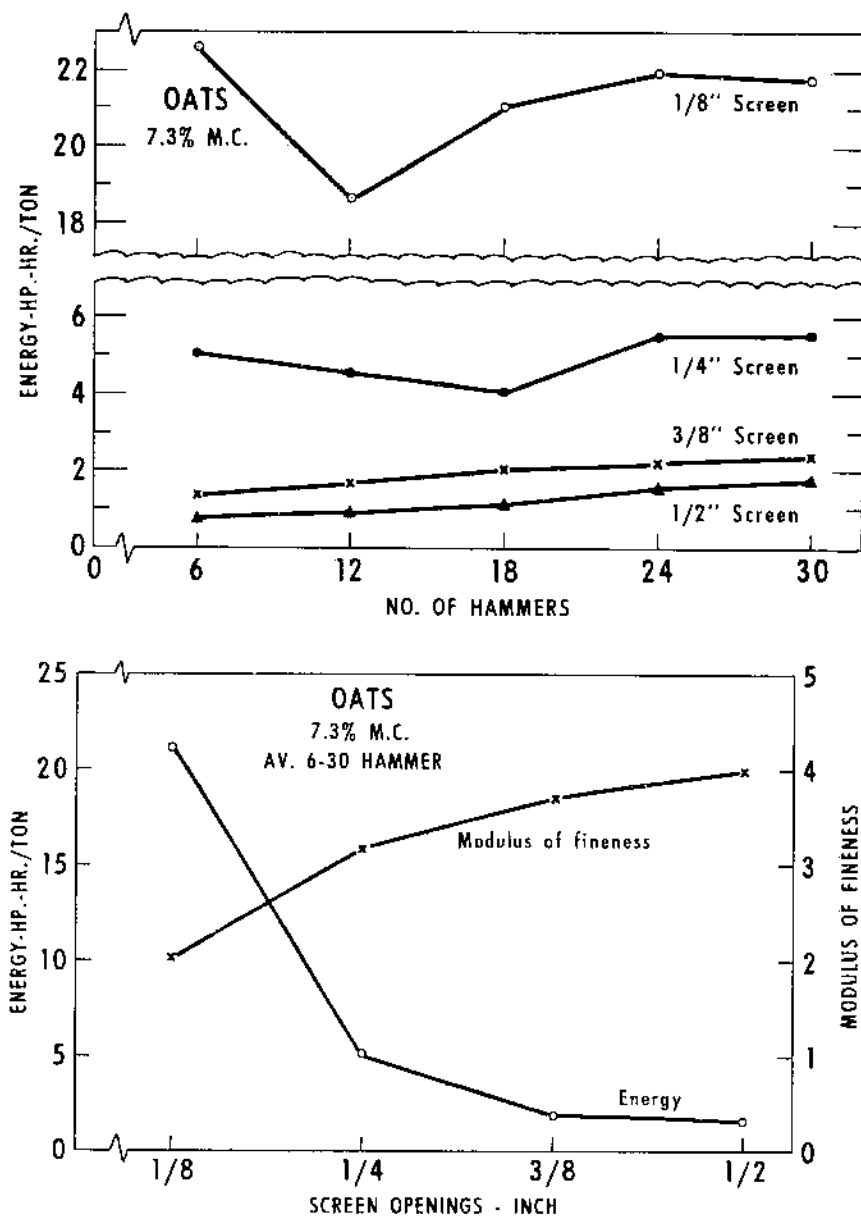 22
20
18
6
4
2
0
ENERGY-HP.-HR./TON
OATS
7.3% M.C.
1/8" Screen
1/4" Screen
3/8" Screen
1/2" Screen
0 6 12 18 24 30
NO. OF HAMMERS
25
20
15
10
5
0
ENERGY-HP.-HR./TON
OATS
7.3% M.C.
AV. 6-30 HAMMER
Modulus of fineness
Energy
5
4
3
2
1
0
MODULUS OF FINENESS
1/8 1/4 3/8 1/2
SCREEN OPENINGS - INCH